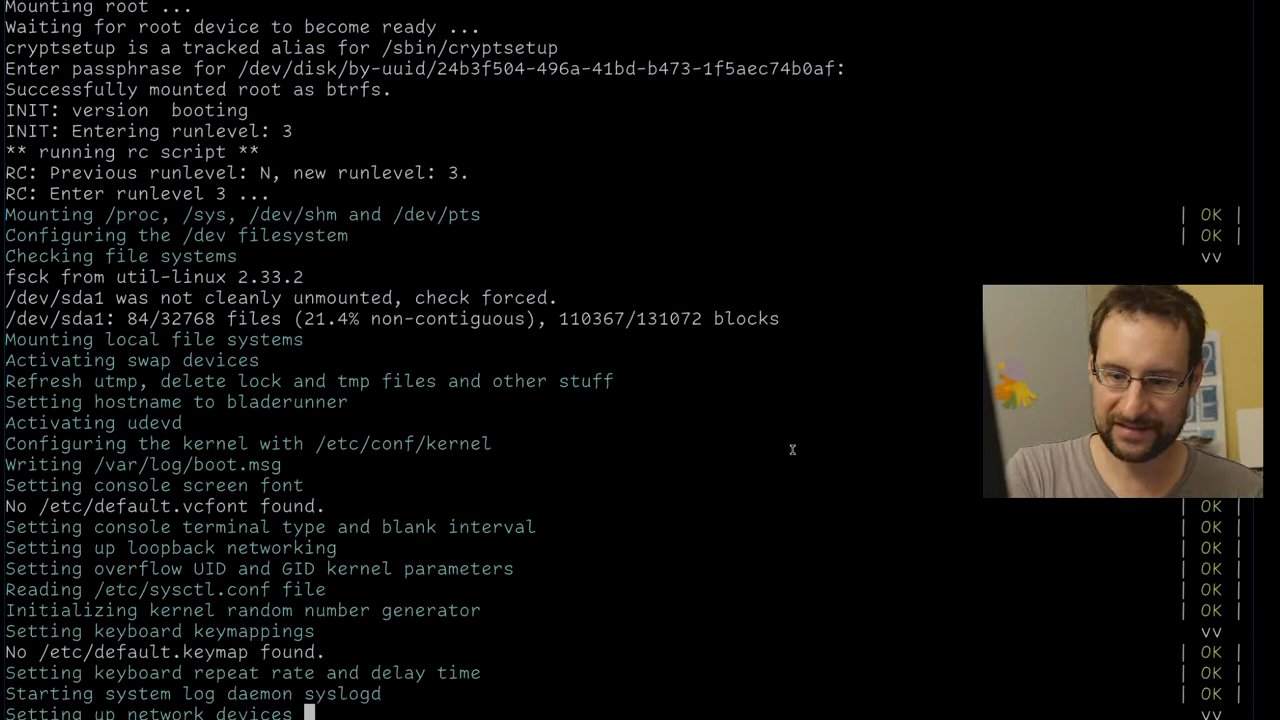 Mounting root ...
Waiting for root device to become ready ...
cryptsetup is a tracked alias for /sbin/cryptsetup
Enter passphrase for /dev/disk/by-uuid/24b3f504-496a-41bd-b473-1f5aec74b0af:
Successfully mounted root as btrfs.
INIT: version  booting
INIT: Entering runlevel: 3
** running rc script **
RC: Previous runlevel: N, new runlevel: 3.
RC: Enter runlevel 3 ...
Mounting /proc, /sys, /dev/shm and /dev/pts | OK |
Configuring the /dev filesystem | OK |
Checking file systems vv
fsck from util-linux 2.33.2
/dev/sda1 was not cleanly unmounted, check forced.
/dev/sda1: 84/32768 files (21.4% non-contiguous), 110367/131072 blocks
Mounting local file systems
Activating swap devices
Refresh utmp, delete lock and tmp files and other stuff
Setting hostname to bladerunner
Activating udevd
Configuring the kernel with /etc/conf/kernel
Writing /var/log/boot.msg
Setting console screen font
No /etc/default.vcfont found. | OK |
Setting console terminal type and blank interval | OK |
Setting up loopback networking | OK |
Setting overflow UID and GID kernel parameters | OK |
Reading /etc/sysctl.conf file | OK |
Initializing kernel random number generator | OK |
Setting keyboard keymappings vv
No /etc/default.keymap found. | OK |
Setting keyboard repeat rate and delay time | OK |
Starting system log daemon syslogd | OK |
Setting up network devices vv